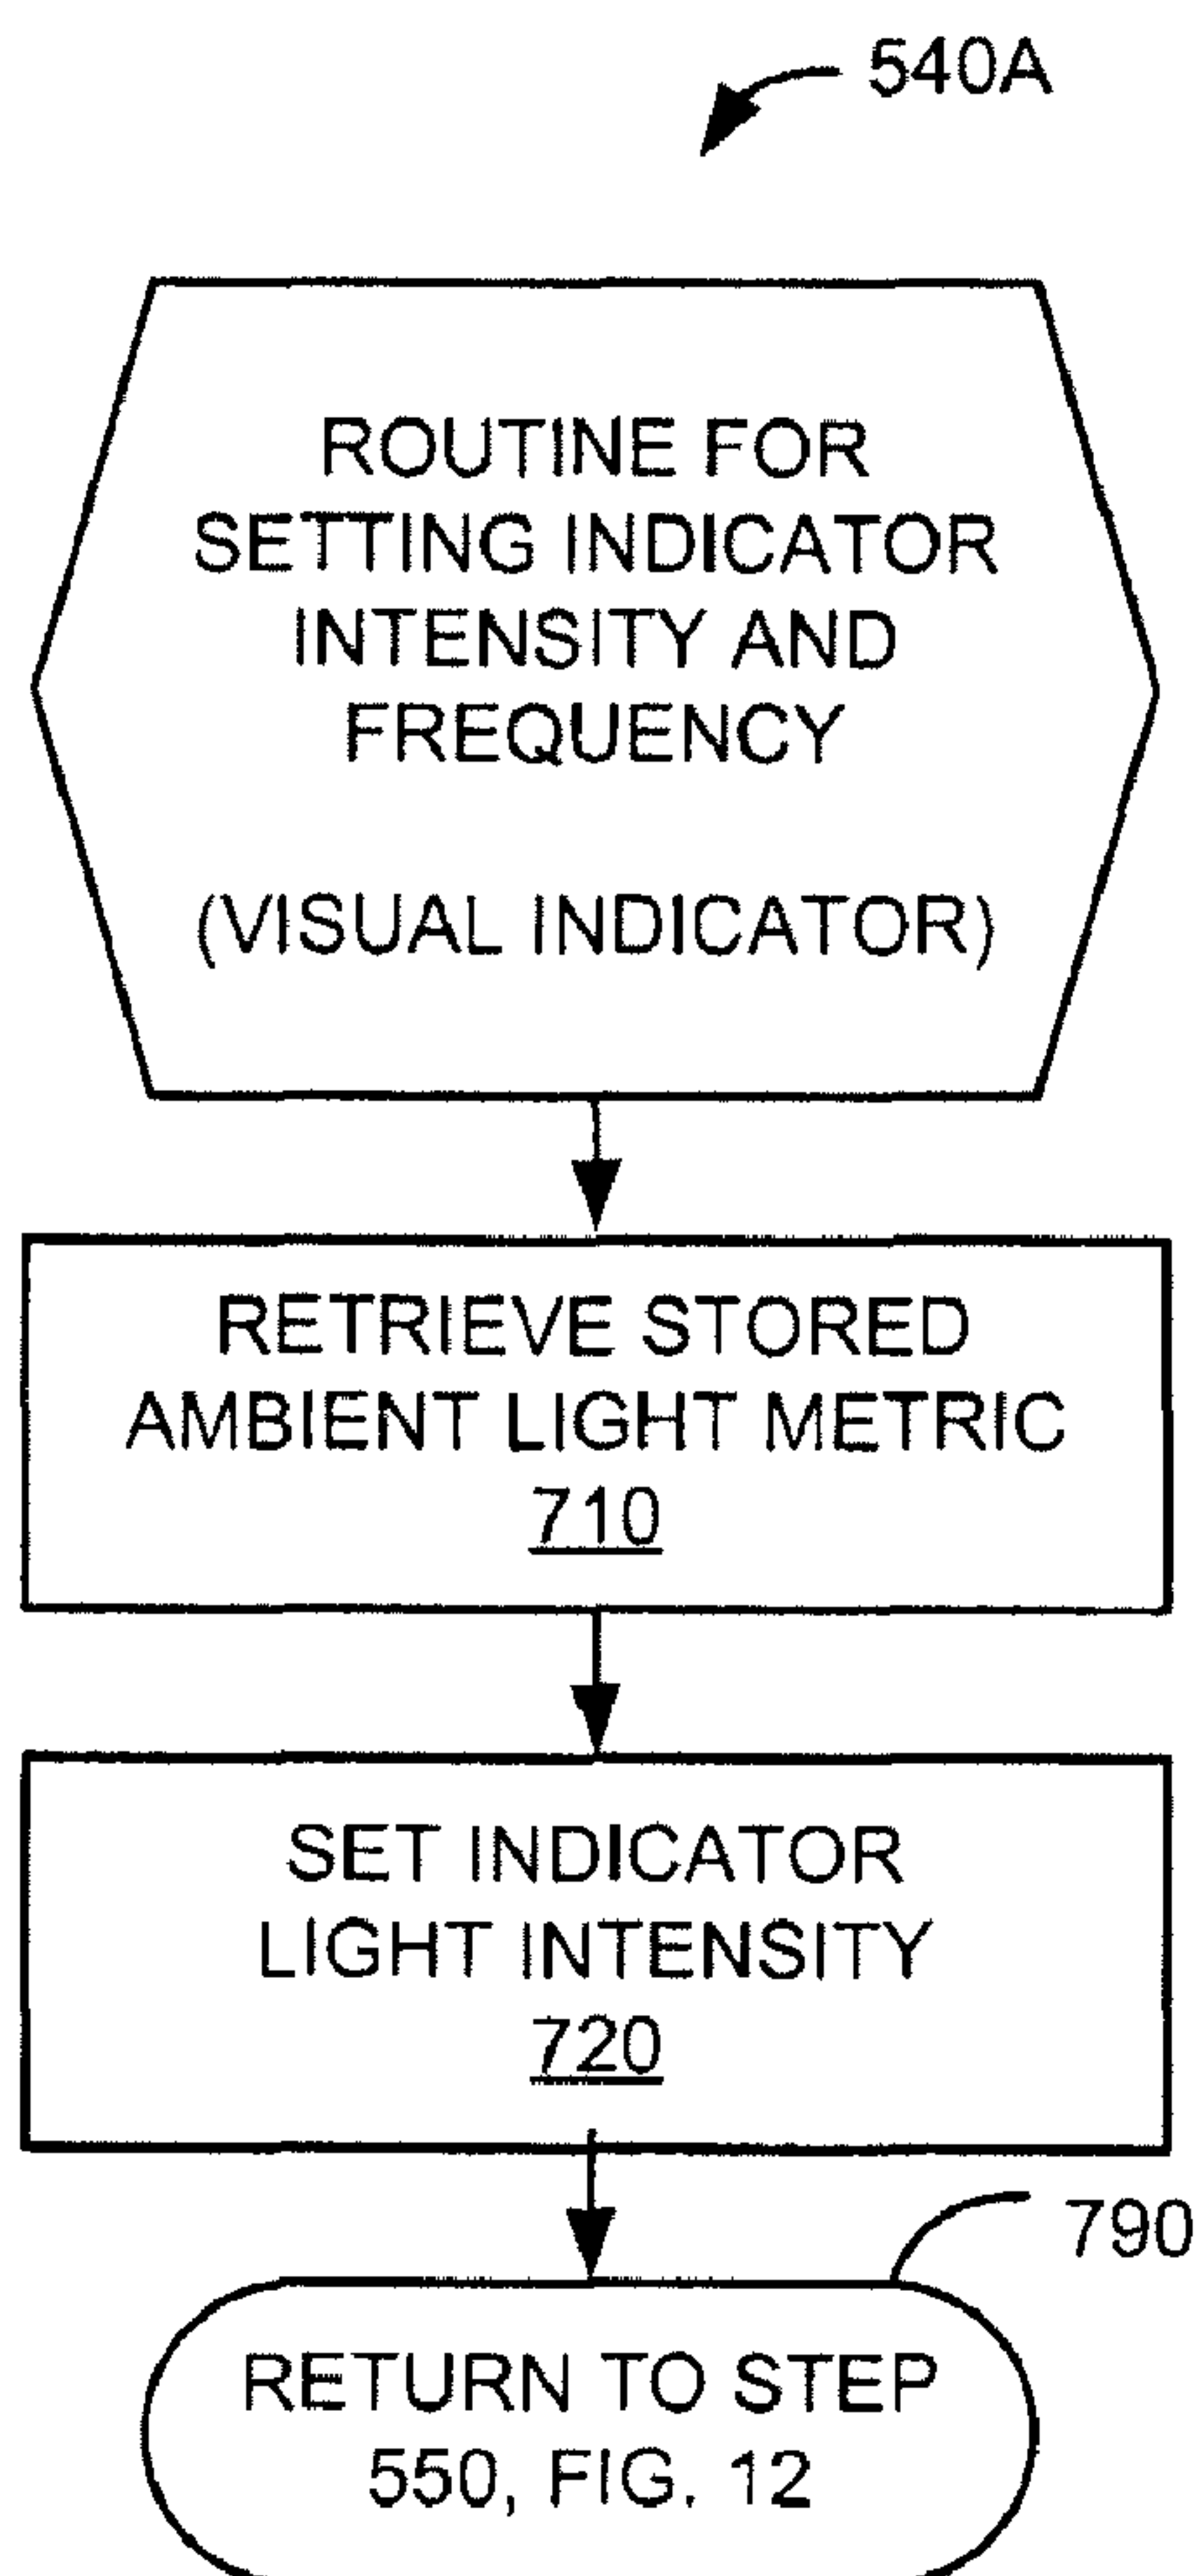 540A
ROUTINE FOR
SETTING INDICATOR
INTENSITY AND
FREQUENCY
(VISUAL INDICATOR)
RETRIEVE STORED
AMBIENT LIGHT METRIC
710
SET INDICATOR
LIGHT INTENSITY
720
790
RETURN TO STEP
550, FIG. 12